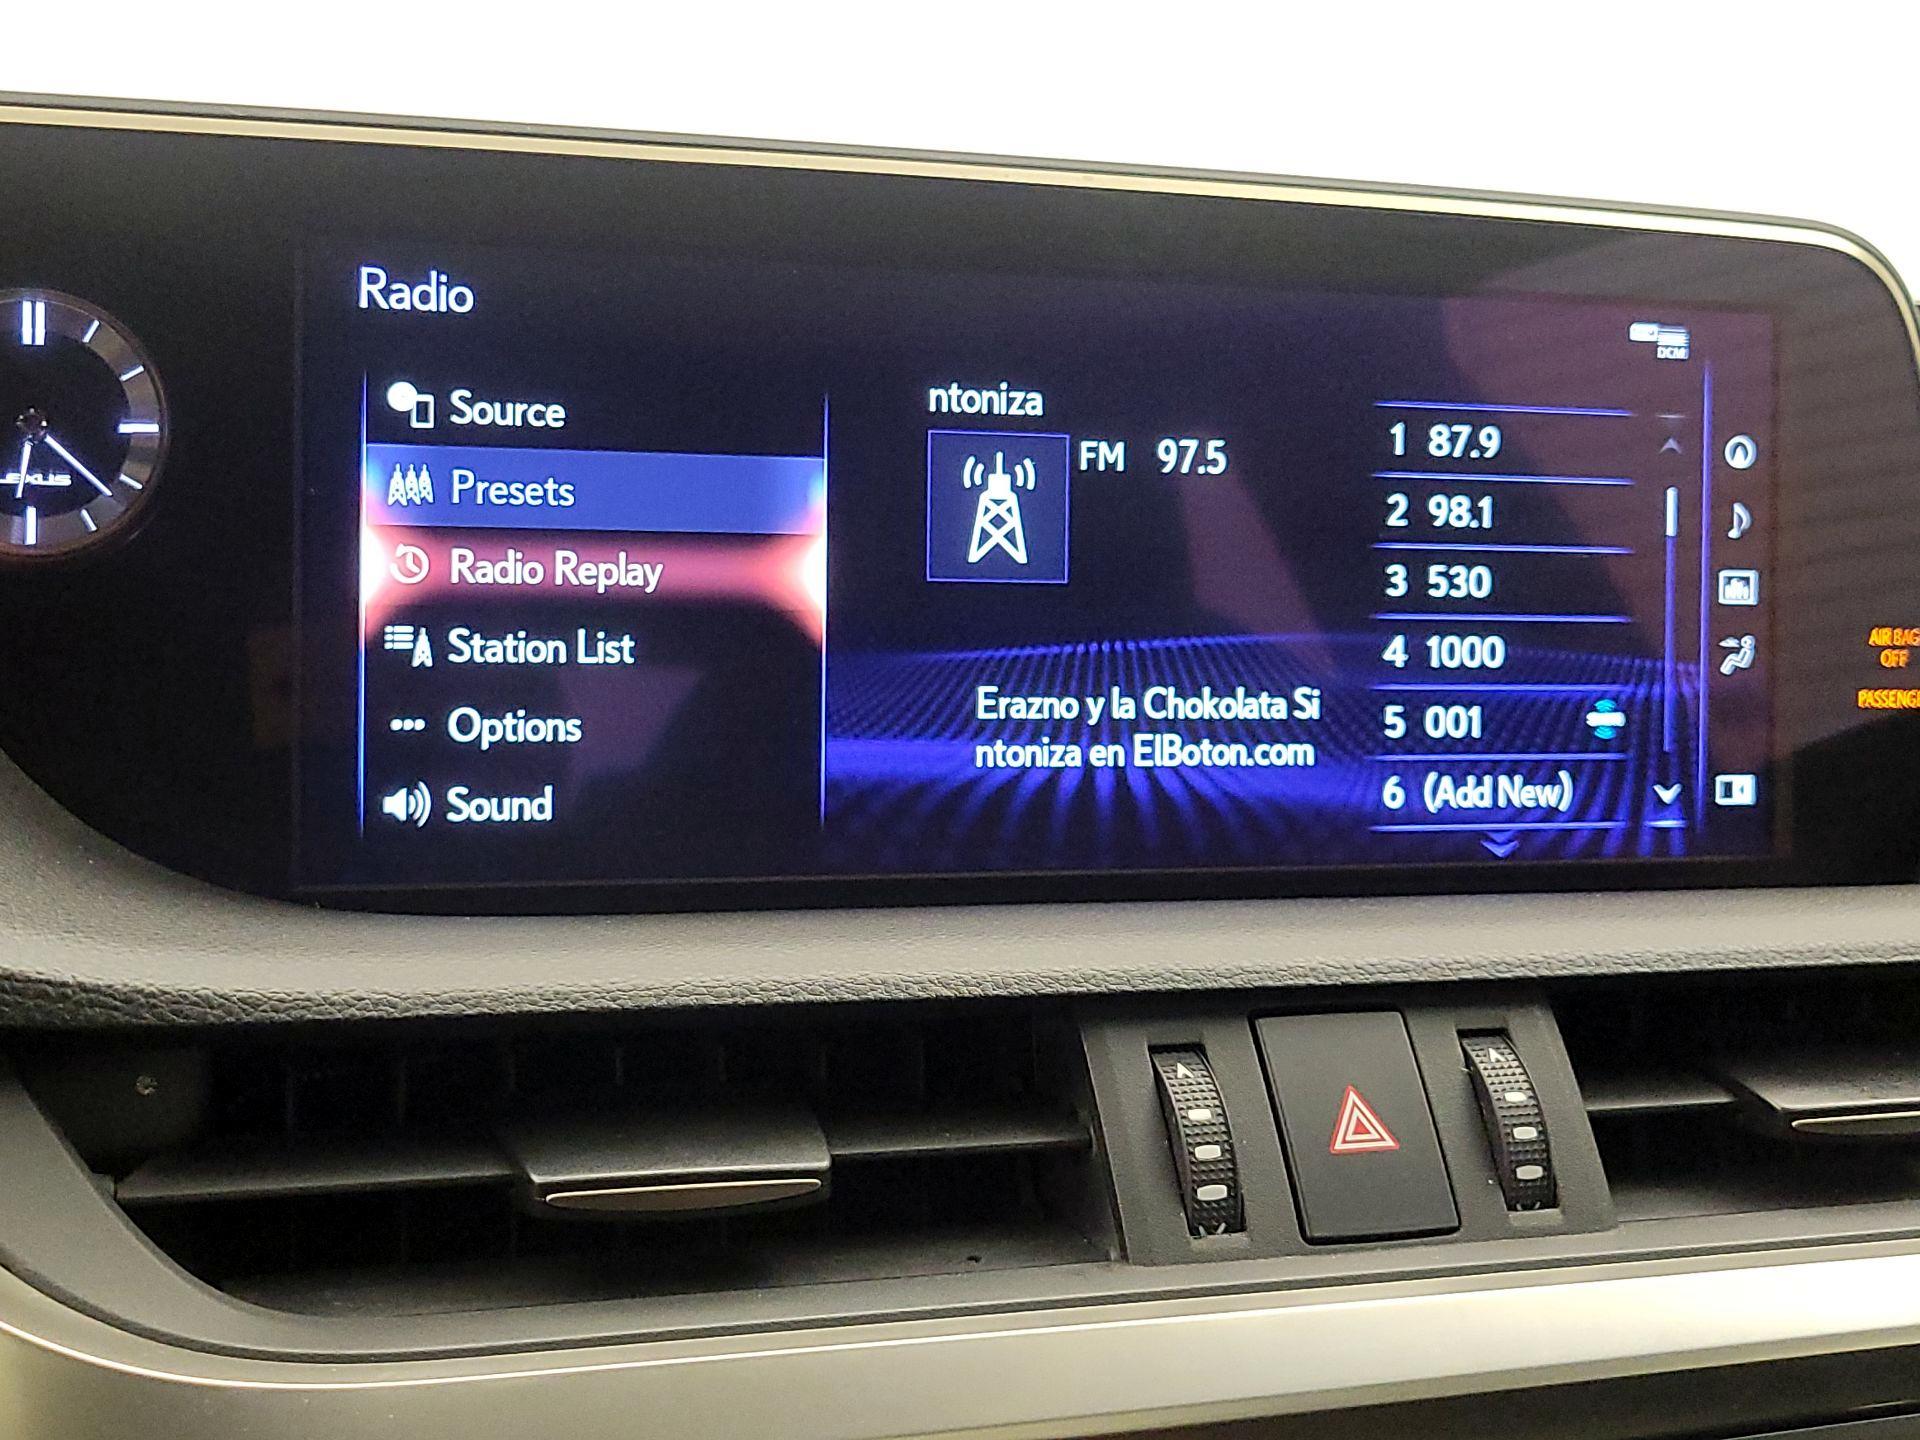 Radio
DCM
LEXUS
Source
Presets
Radio Replay
Station List
Options
Sound
ntoniza
FM 97.5
Erazno y la Chokolata Si
ntoniza en ElBoton.com
1 87.9
2 98.1
3 530
4 1000
5 001
6 (Add New)
AIR BAG
OFF